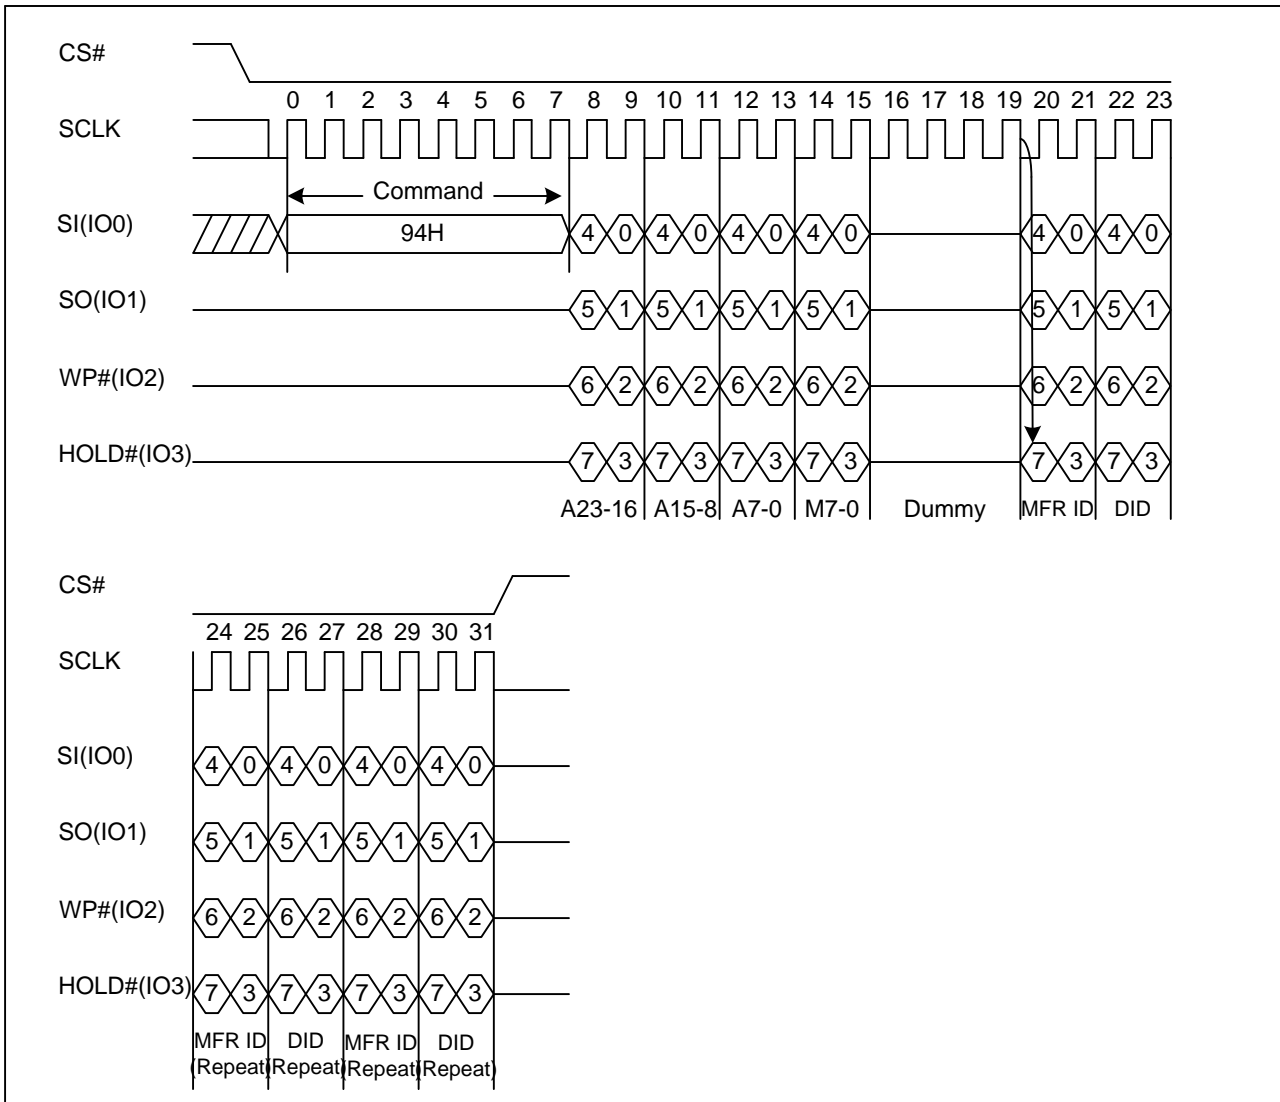 CS#
0 1 2 3 4 5 6 7 8 9 10 11 12 13 14 15 16 17 18 19 20 21 22 23
SCLK
Command
SI(IO0) 94H 4 0 4 0 4 0 4 0 4 0 4 0
SO(IO1) 5 1 5 1 5 1 5 1 5 1 5 1
WP#(IO2) 6 2 6 2 6 2 6 2 6 2 6 2
HOLD#(IO3) 7 3 7 3 7 3 7 3 7 3 7 3
A23-16 A15-8 A7-0 M7-0 Dummy MFR ID DID
CS#
24 25 26 27 28 29 30 31
SCLK
SI(IO0) 4 0 4 0 4 0 4 0
SO(IO1) 5 1 5 1 5 1 5 1
WP#(IO2) 6 2 6 2 6 2 6 2
HOLD#(IO3) 7 3 7 3 7 3 7 3
MFR ID DID MFR ID DID
(Repeat) (Repeat) (Repeat) (Repeat)